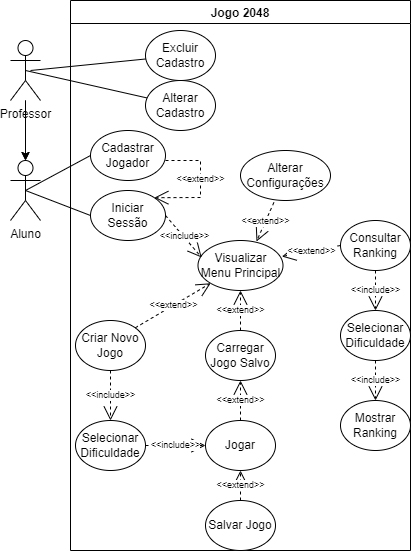 Jogo 2048
Excluir
Cadastro
Alterar
Cadastro
Professor
Cadastrar
Jogador
<<extend>>
Alterar
Configurações
Aluno
Iniciar
Sessão
<<include>>
<<extend>>
Consultar
Ranking
<<extend>>
Visualizar
Menu Principal
<<include>>
<<extend>>
<<extend>>
Criar Novo
Jogo
Carregar
Jogo Salvo
Selecionar
Dificuldade
<<include>>
<<include>>
<<extend>>
Selecionar
Dificuldade
<<include>>
Jogar
Mostrar
Ranking
<<extend>>
Salvar Jogo